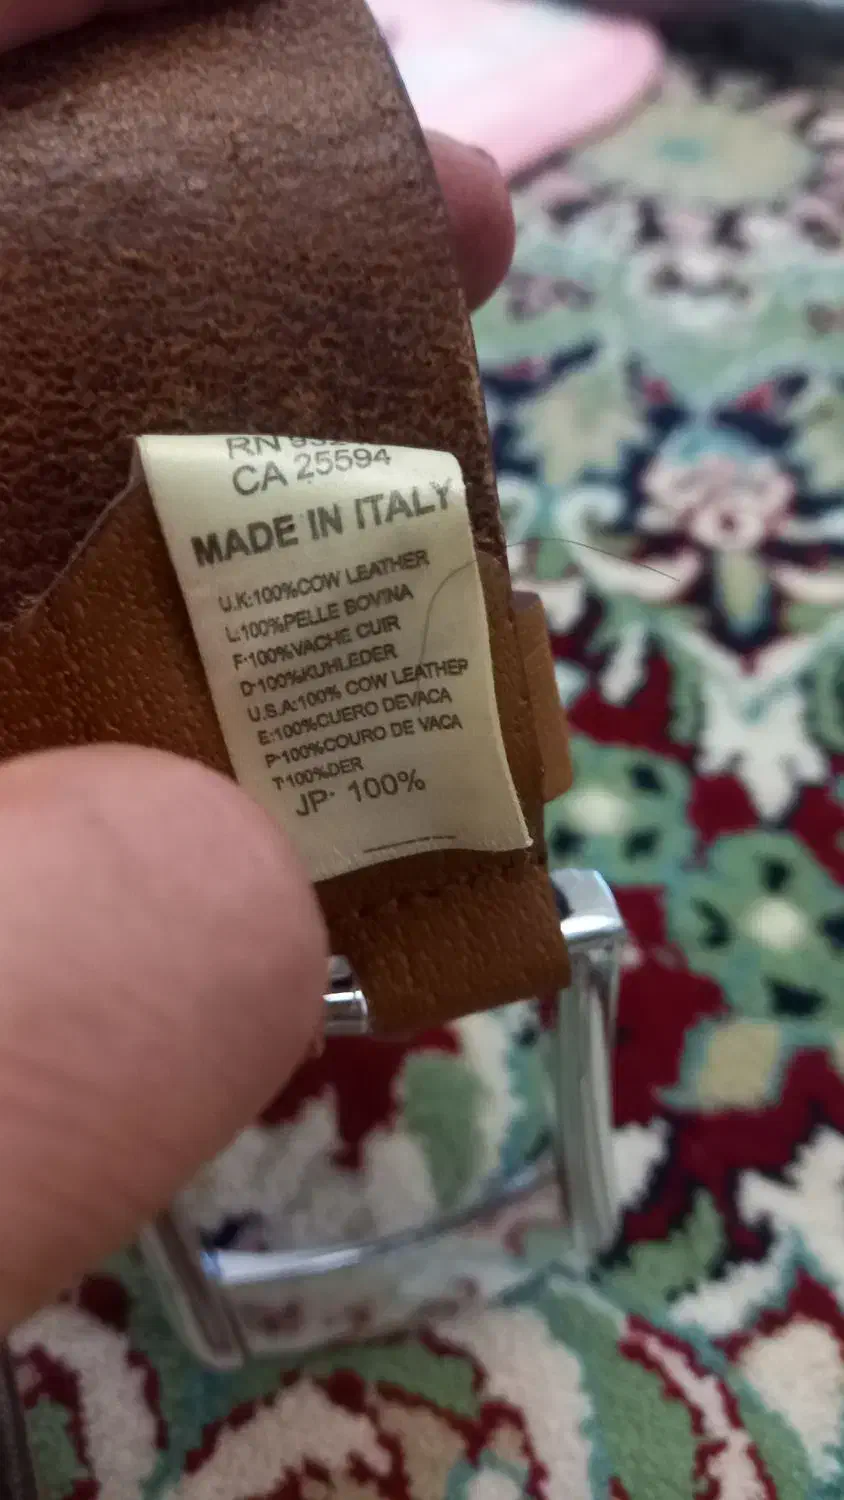 RN
CA 25594
MADE IN ITALY
U.K:100%COW LEATHER
I.:100%PELLE BOVINA
F:100%VACHE CUIR
D:100%KUHLEDER
U.S.A:100% COW LEATHER
E:100%CUERO DEVACA
P:100%COURO DE VACA
T:100%DER
JP: 100%